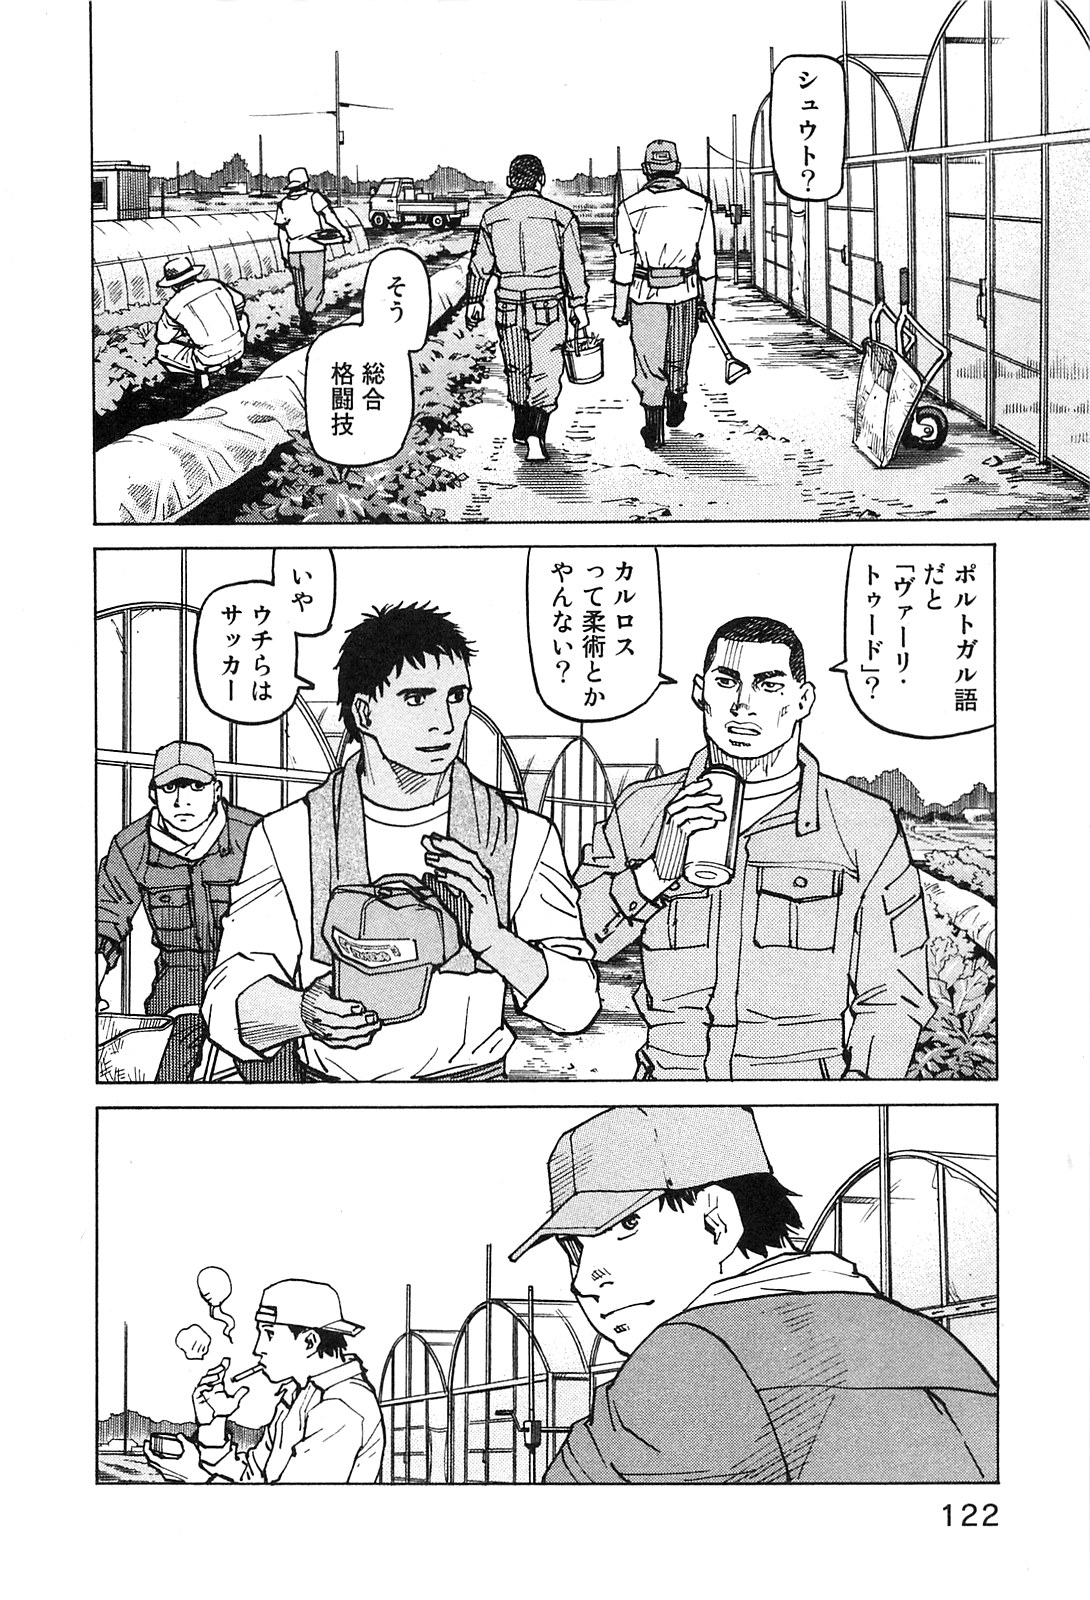 シュウト?
そう
総合
格闘技
ポルトガル語
だと
「ヴァーリ・
トゥード」?
カルロス
って柔術とか
やんない?
いや
ウチらは
サッカー
122